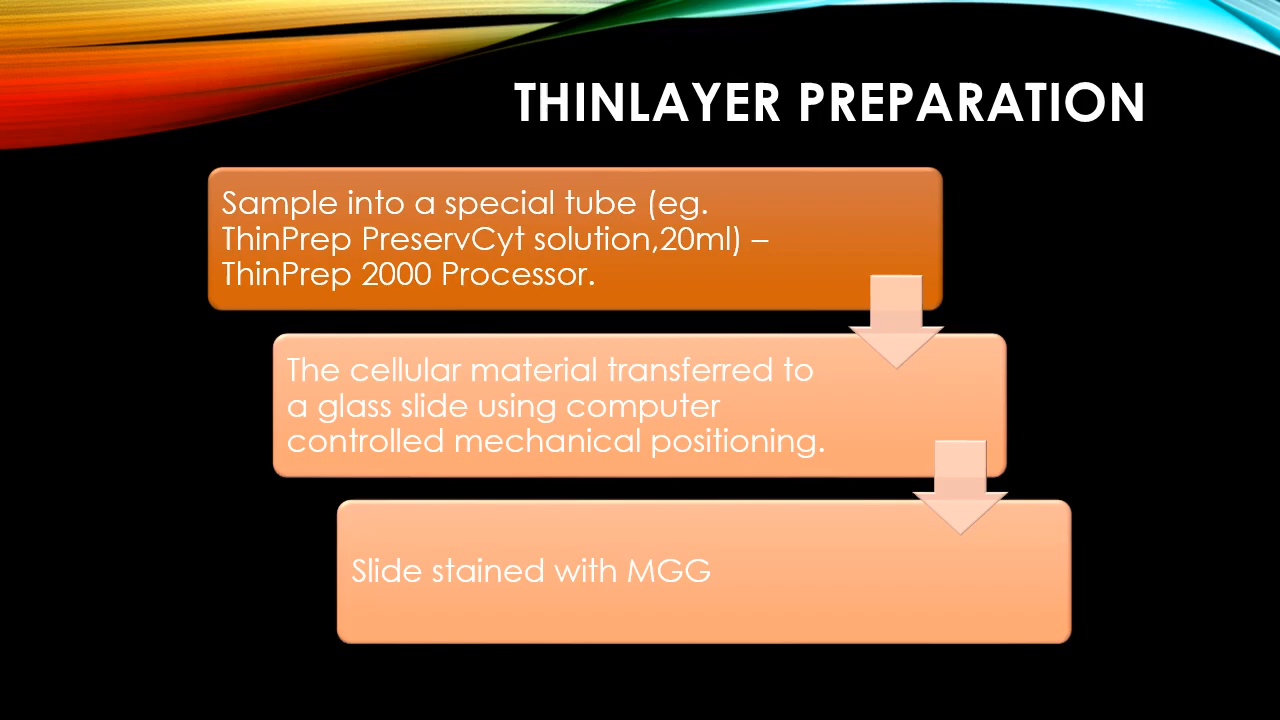 THINLAYER PREPARATION
Sample into a special tube (eg.
ThinPrep PreservCyt solution,20ml) –
ThinPrep 2000 Processor.
The cellular material transferred to
a glass slide using computer
controlled mechanical positioning.
Slide stained with MGG